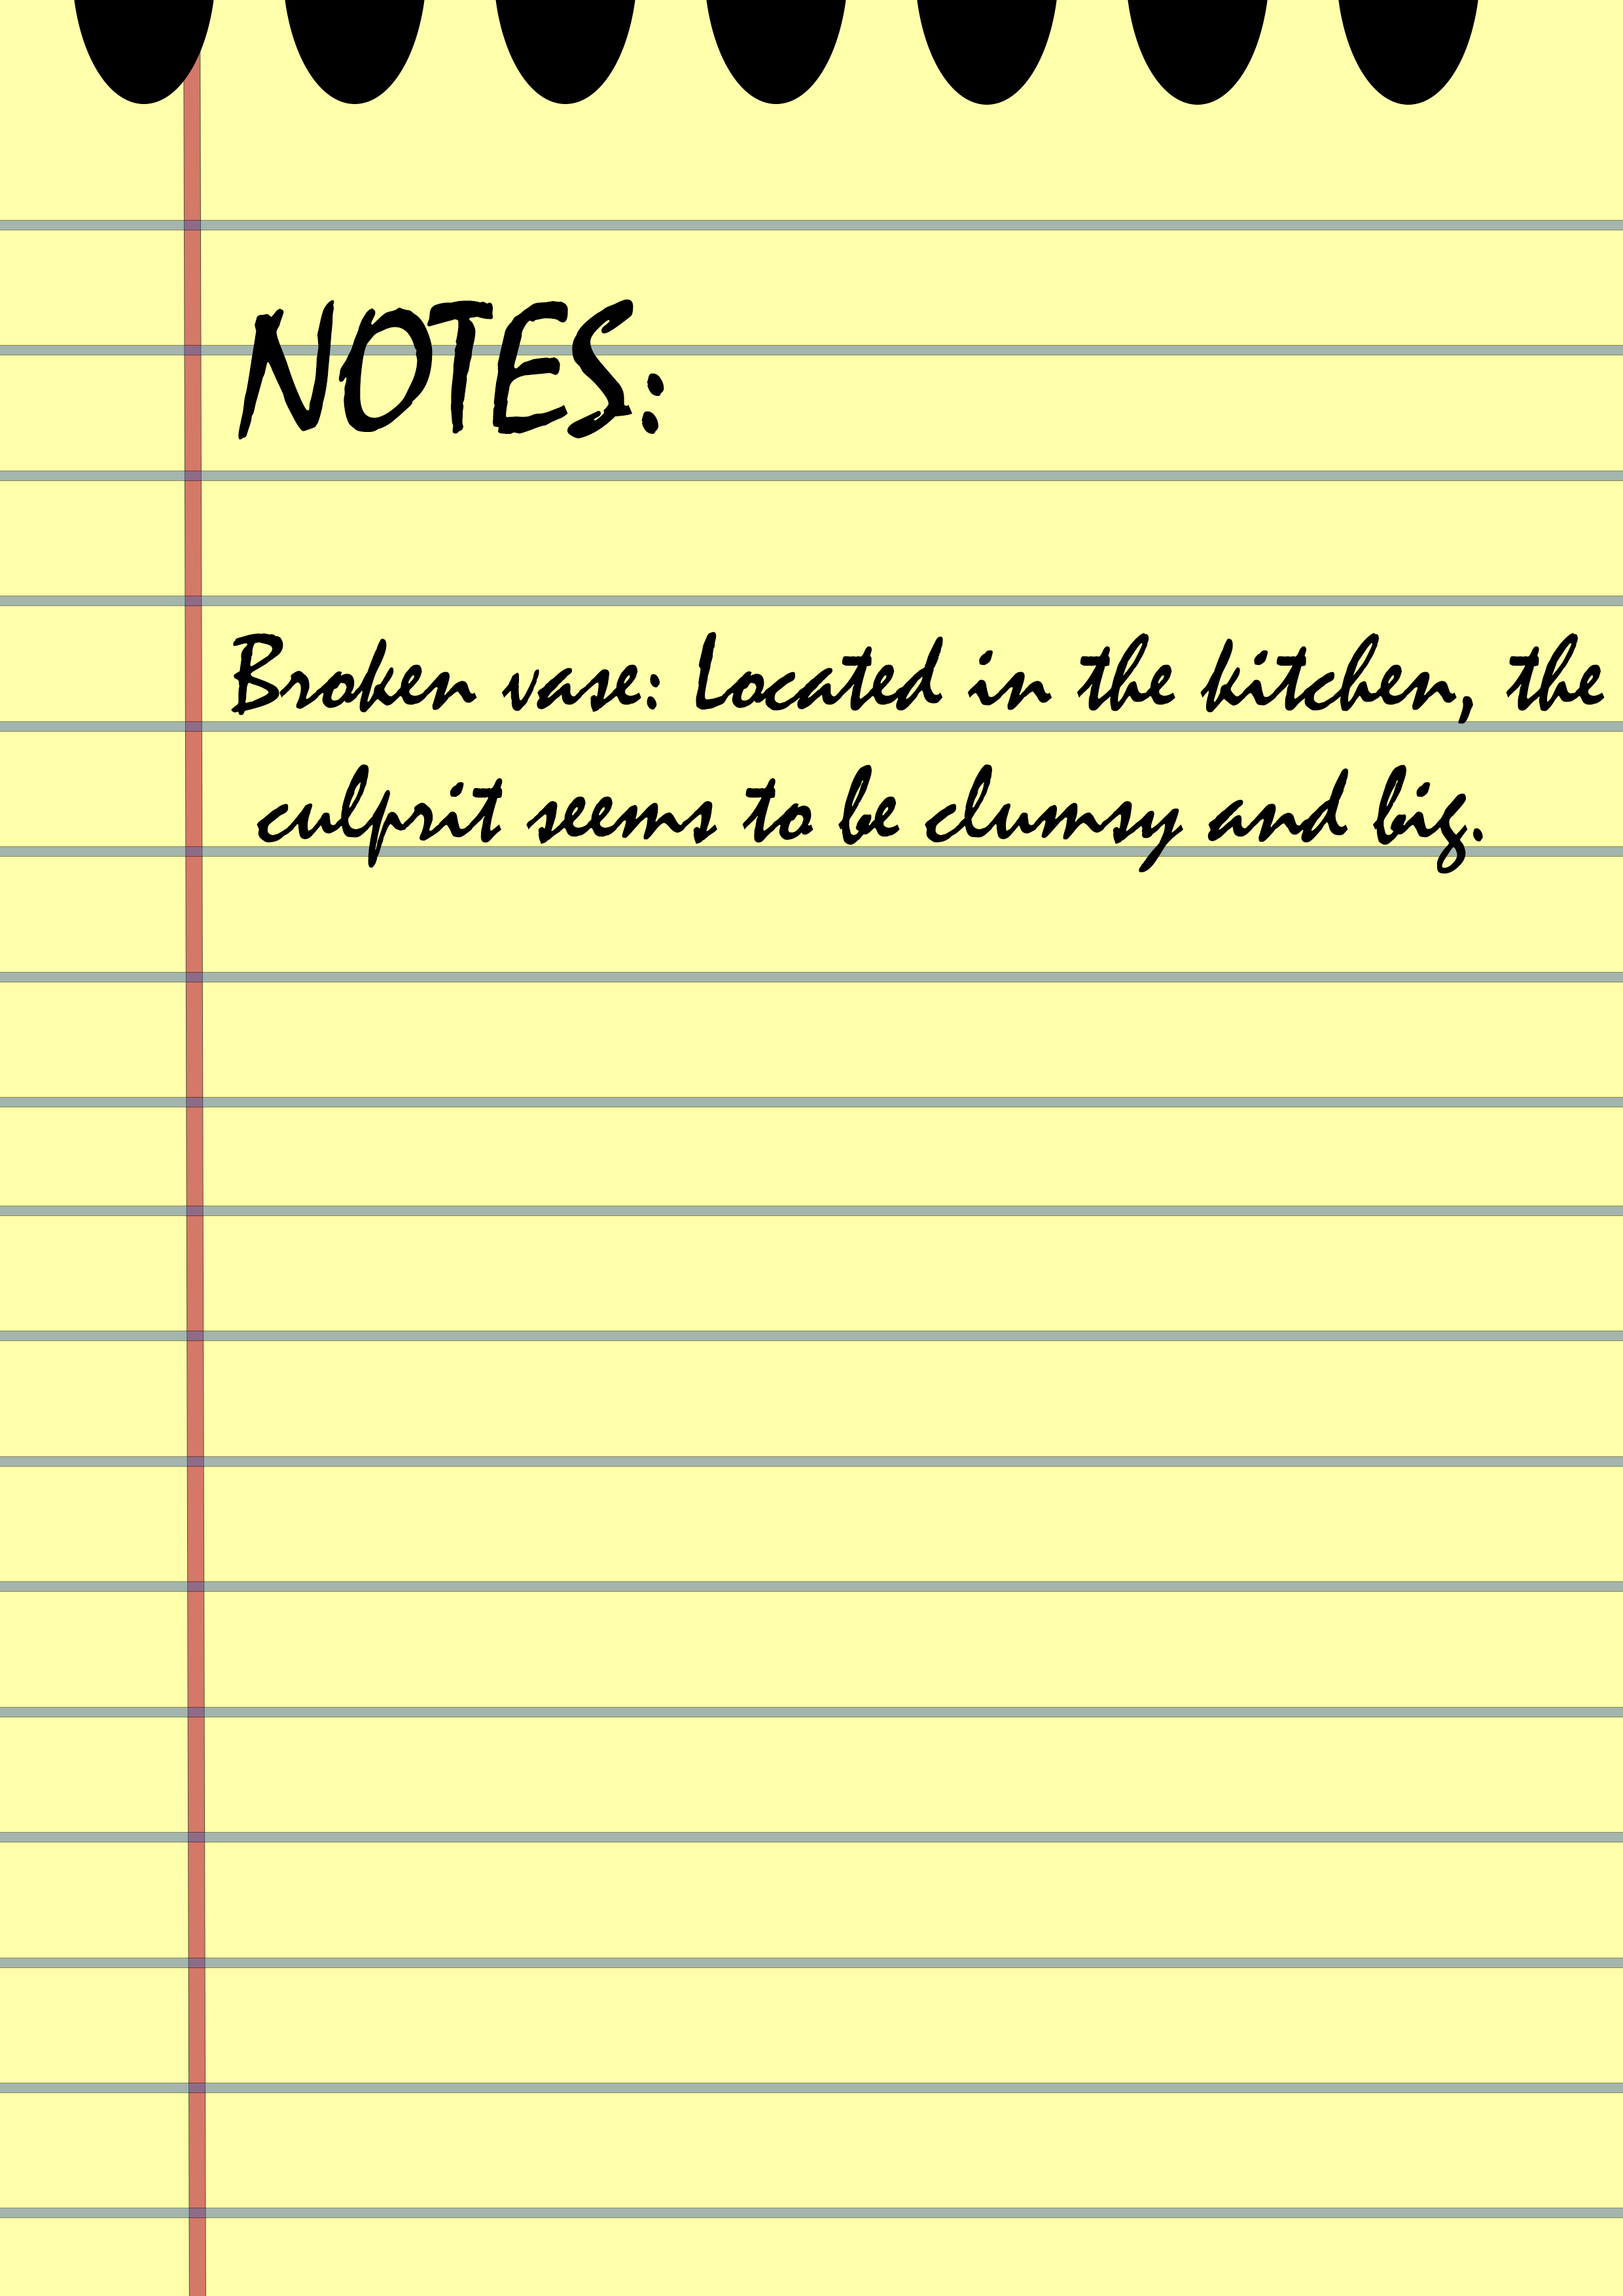 NOTES:
Broken vase: Located in the kitchen, the
culprit seems to be clumsy and big.